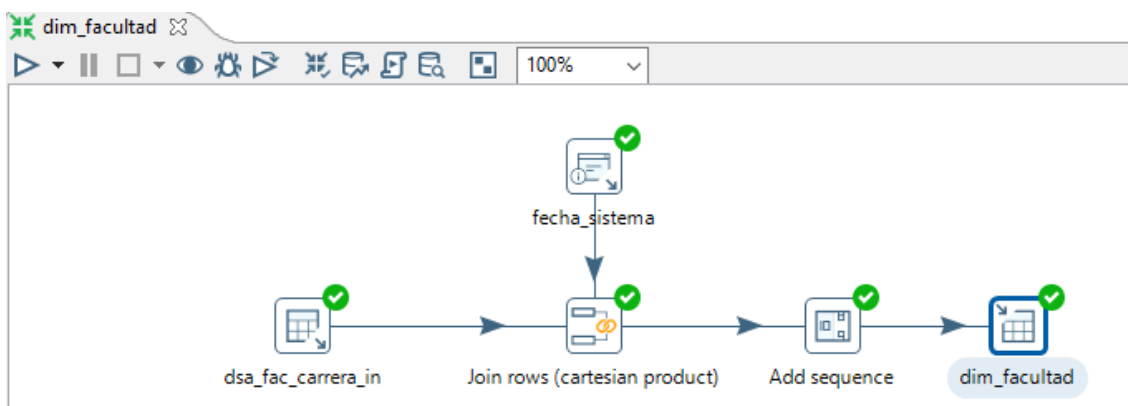 dim_facultad
100%
fecha_sistema
dsa_fac_carrera_in
Join rows (cartesian product)
Add sequence
dim_facultad